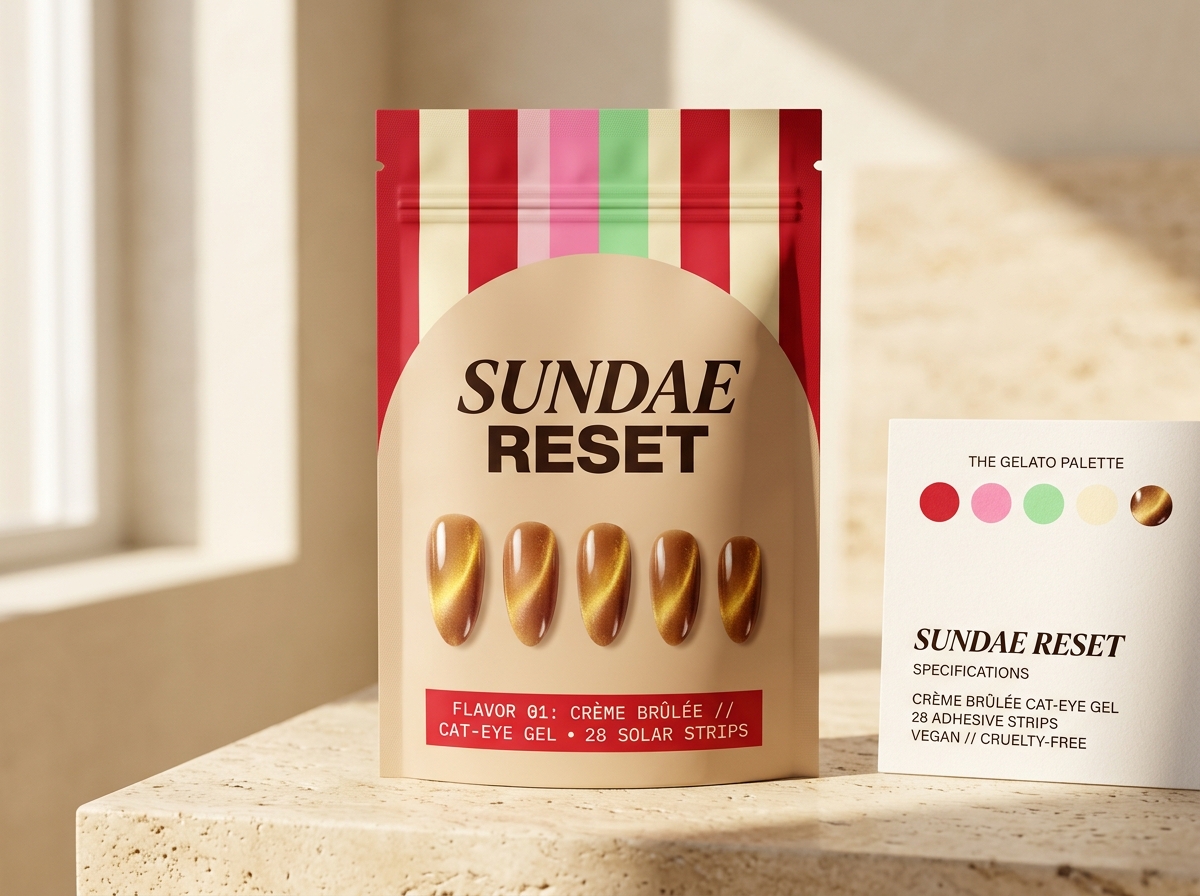 SUNDAE
RESET
FLAVOR 01: CRÈME BRÛLÉE //
CAT-EYE GEL • 28 SOLAR STRIPS
THE GELATO PALETTE
SUNDAE RESET
SPECIFICATIONS
CRÈME BRÛLÉE CAT-EYE GEL
28 ADHESIVE STRIPS
VEGAN // CRUELTY-FREE